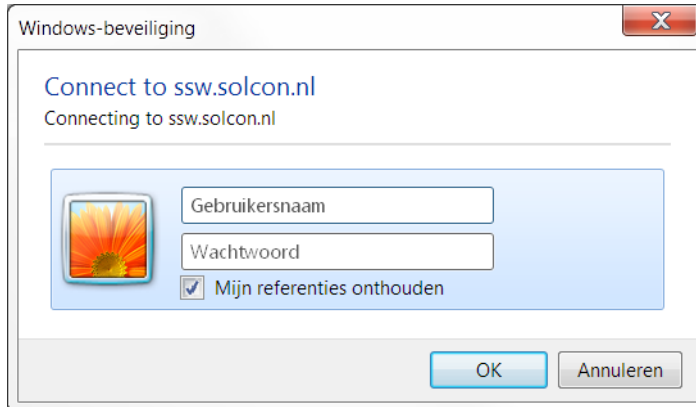 Windows-beveiliging
Connect to ssw.solcon.nl
Connecting to ssw.solcon.nl
Gebruikersnaam
Wachtwoord
Mijn referenties onthouden
OK
Annuleren